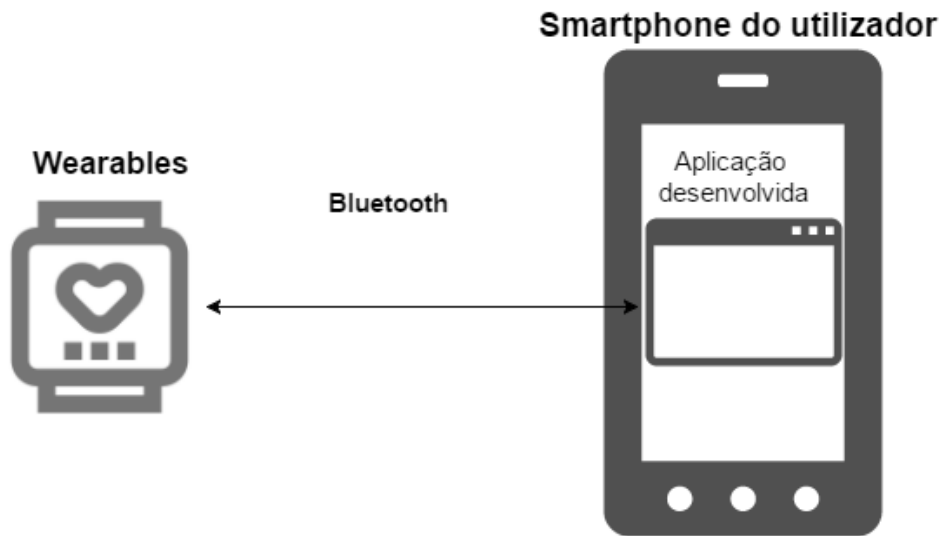 Smartphone do utilizador
Wearables
Bluetooth
Aplicação
desenvolvida